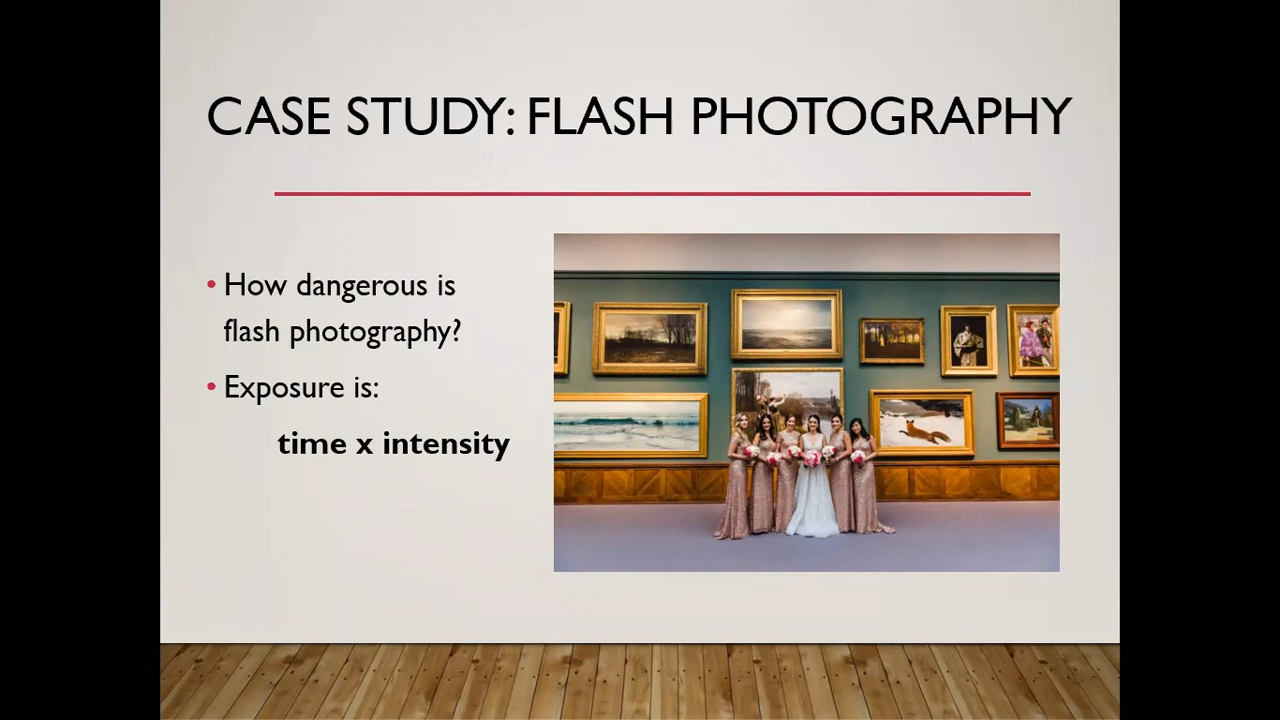 CASE STUDY: FLASH PHOTOGRAPHY
• How dangerous is
flash photography?
• Exposure is:
time x intensity